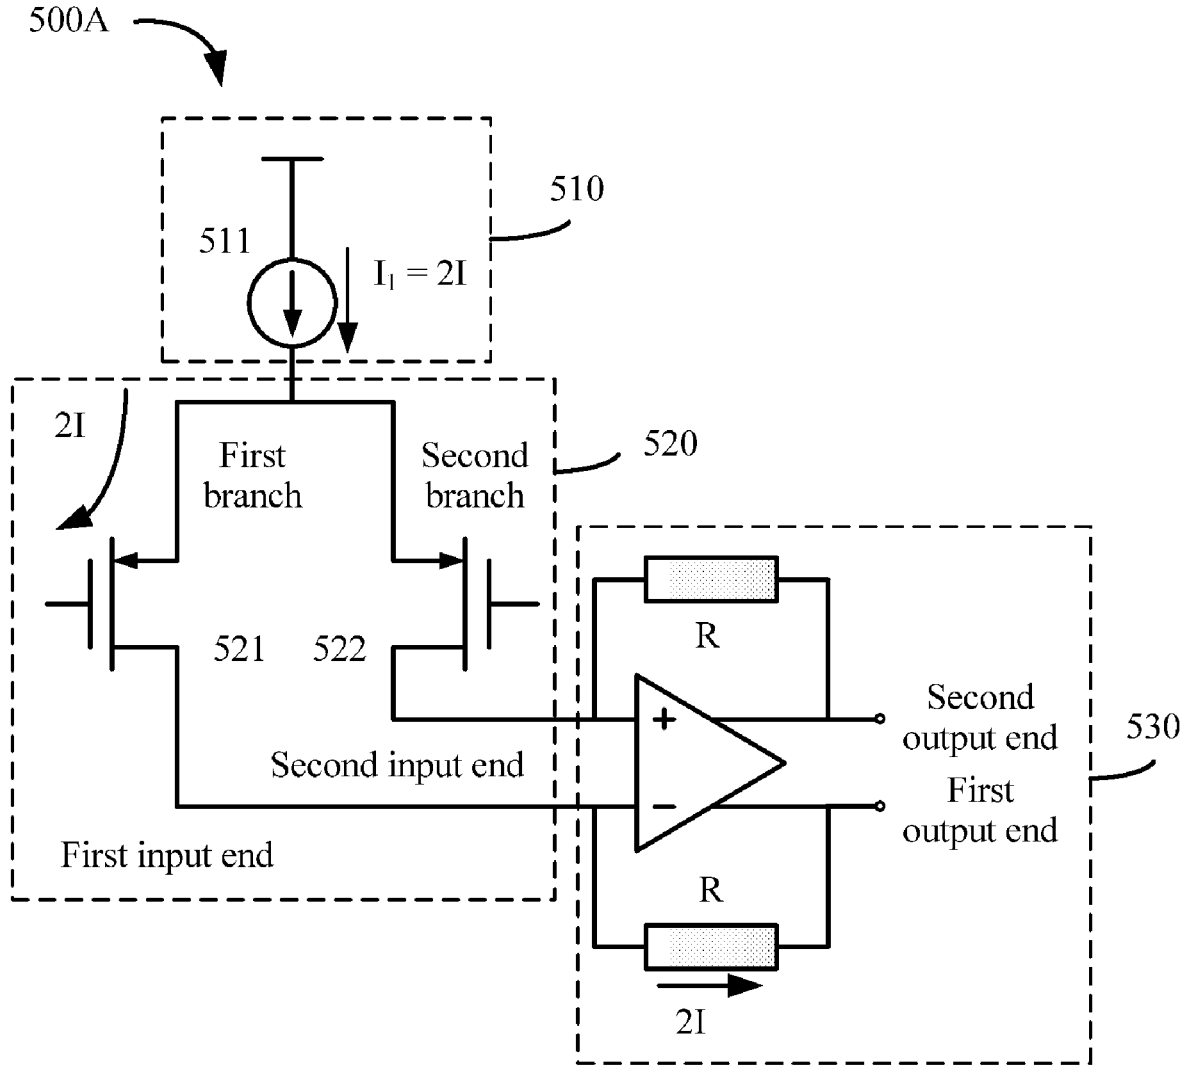 500A
510
511
I₁ = 2I
2I
First
branch
Second
branch
520
521
522
R
+
Second
output end
530
Second input end
−
First
output end
First input end
R
2I